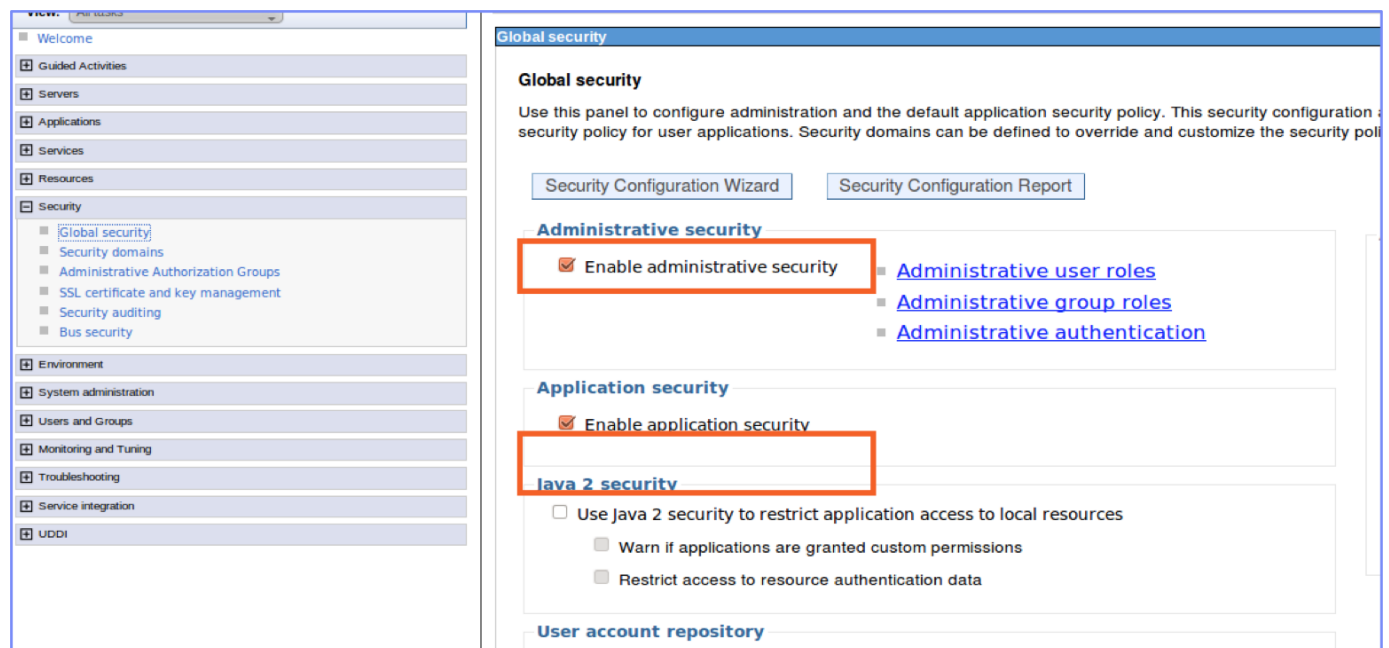 View: All tasks
Welcome
Guided Activities
Servers
Applications
Services
Resources
Security
Global security
Security domains
Administrative Authorization Groups
SSL certificate and key management
Security auditing
Bus security
Environment
System administration
Users and Groups
Monitoring and Tuning
Troubleshooting
Service integration
UDDI
Global security
Global security
Use this panel to configure administration and the default application security policy. This security configuration
security policy for user applications. Security domains can be defined to override and customize the security
Security Configuration Wizard Security Configuration Report
Administrative security
Enable administrative security
Administrative user roles
Administrative group roles
Administrative authentication
Application security
Enable application security
Java 2 security
Use Java 2 security to restrict application access to local resources
Warn if applications are granted custom permissions
Restrict access to resource authentication data
User account repository